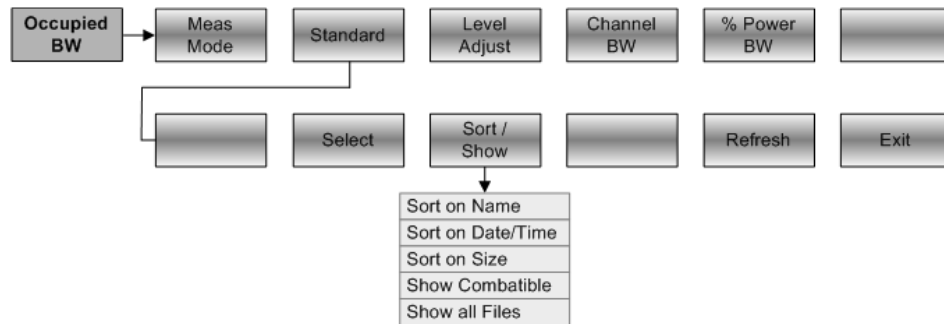 Occupied
BW
Meas
Mode
Standard
Level
Adjust
Channel
BW
% Power
BW
Select
Sort /
Show
Refresh
Exit
Sort on Name
Sort on Date/Time
Sort on Size
Show Combatible
Show all Files